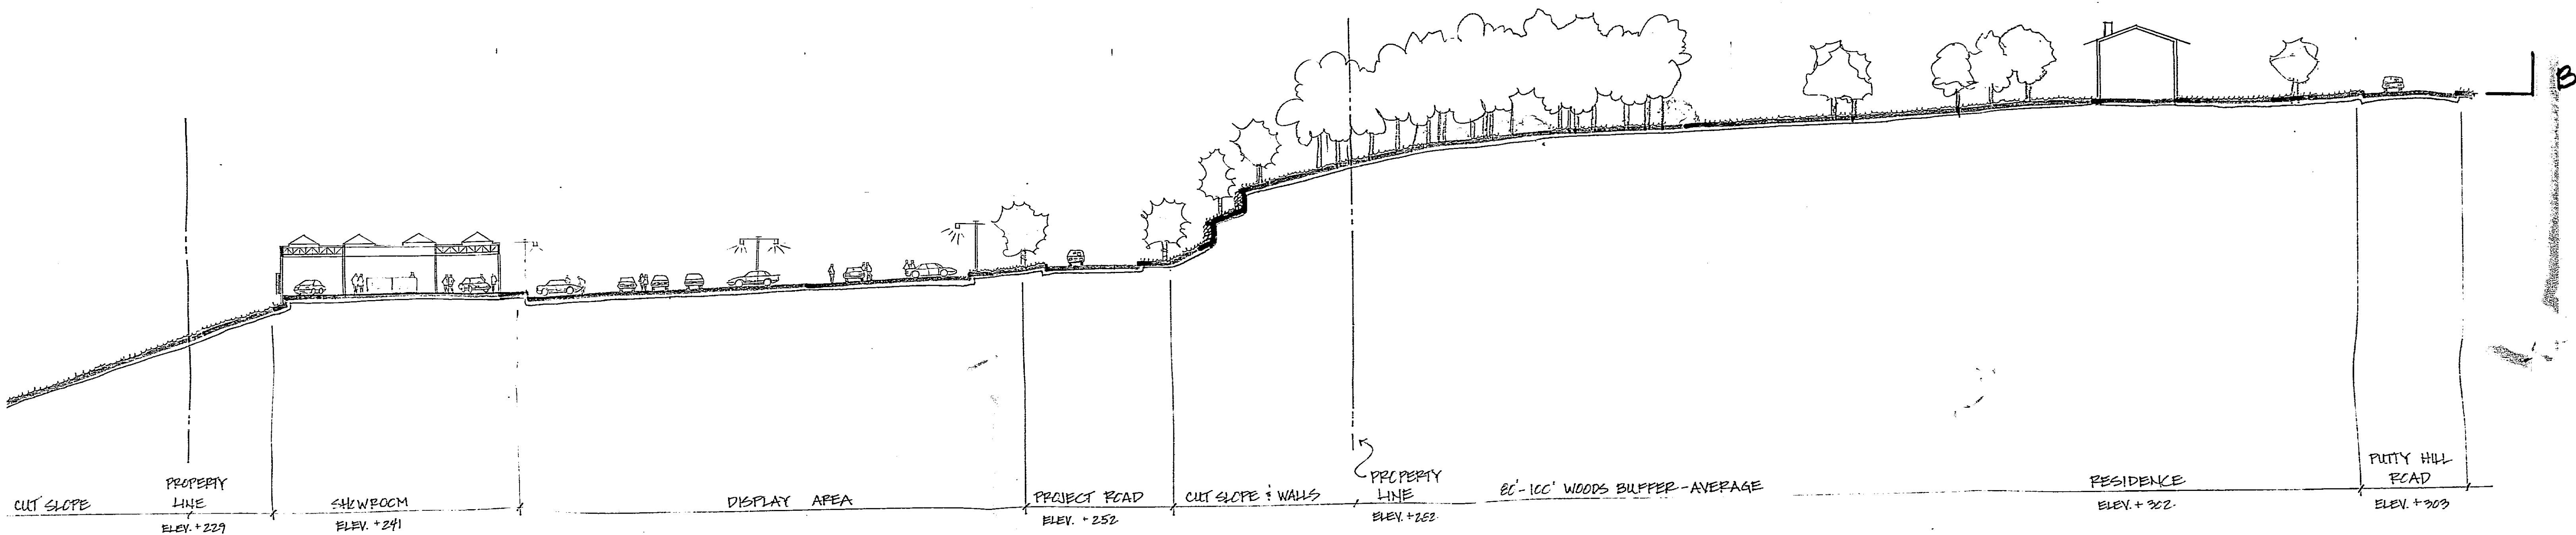 B
CUT SLOPE
PROPERTY
LINE
ELEV. +229
SHOWROOM
ELEV. +241
DISPLAY AREA
PROJECT ROAD
ELEV. +252
CUT SLOPE & WALLS
PROPERTY
LINE
ELEV. +282
80'-100' WOODS BUFFER-AVERAGE
RESIDENCE
ELEV. +302
PUTTY HILL
ROAD
ELEV. +303